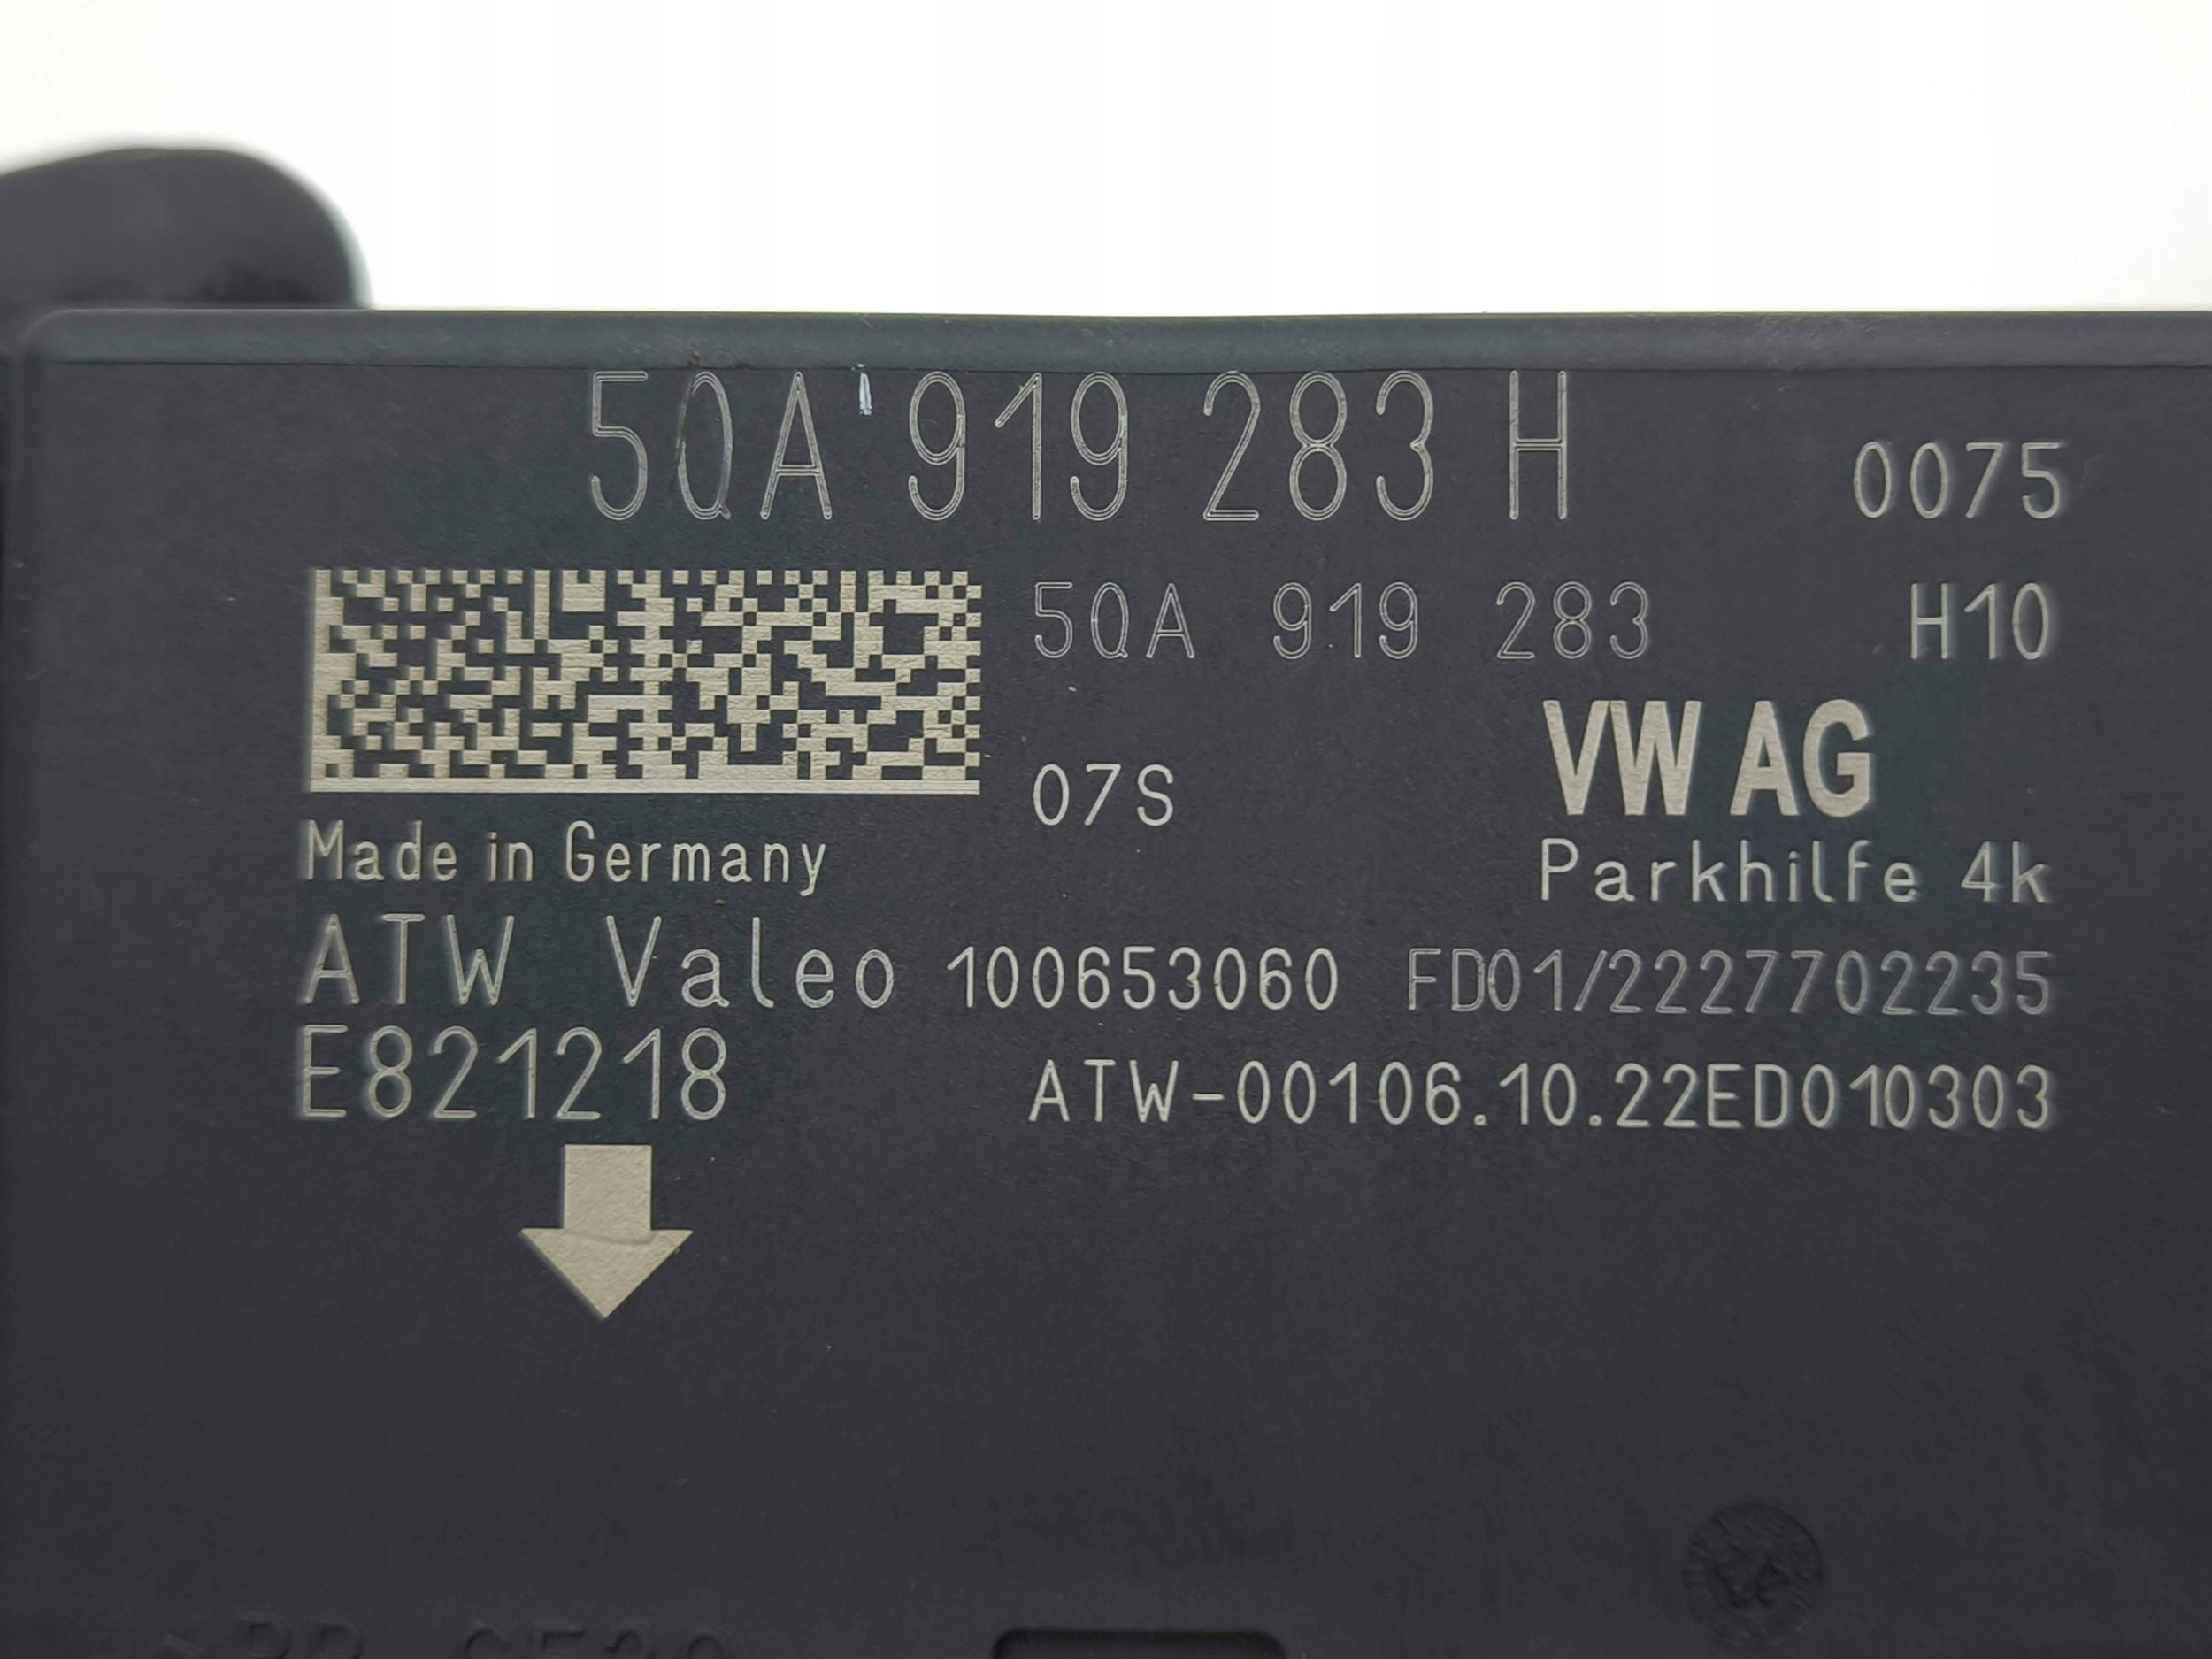 5QA 919 283 H 0075
5QA 919 283 H10
07S VW AG
Made in Germany Parkhilfe 4k
ATW Valeo 100653060 FD01/2227702235
E821218 ATW-00106.10.22ED010303